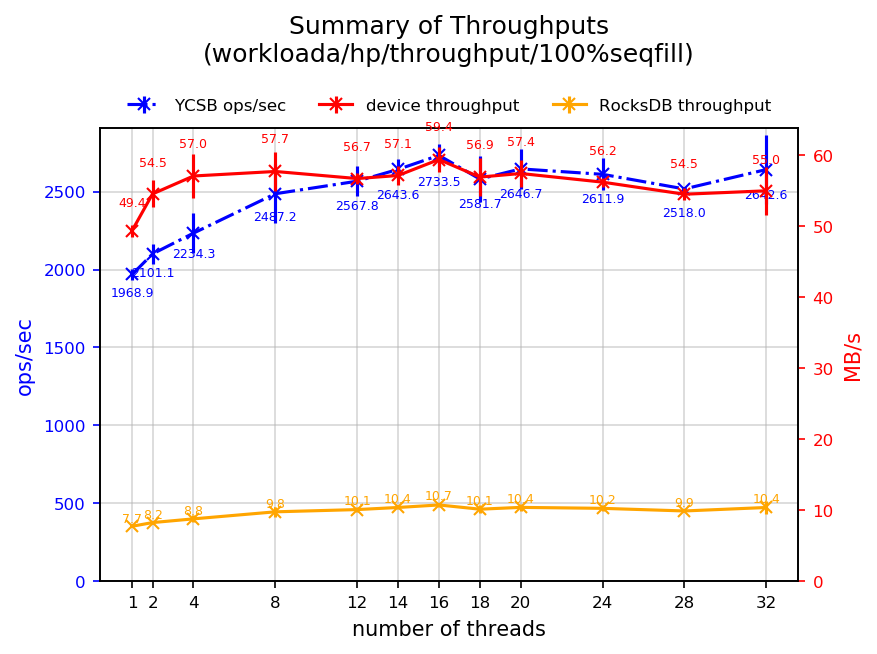 Summary of Throughputs
(workloada/hp/throughput/100%seqfill)
YCSB ops/sec device throughput RocksDB throughput
59.4
57.0 57.7 56.7 57.1 56.9 57.4 56.2
54.5 54.5 55.0
49.4
2733.5
2567.8 2643.6 2581.7 2646.7 2611.9 2642.6
2487.2 2518.0
2234.3
2101.1
1968.9
7.7 8.2 8.8 9.8 10.1 10.4 10.7 10.1 10.4 10.2 9.9 10.4
ops/sec
2500
2000
1500
1000
500
0
MB/s
60
50
40
30
20
10
0
1 2 4 8 12 14 16 18 20 24 28 32
number of threads